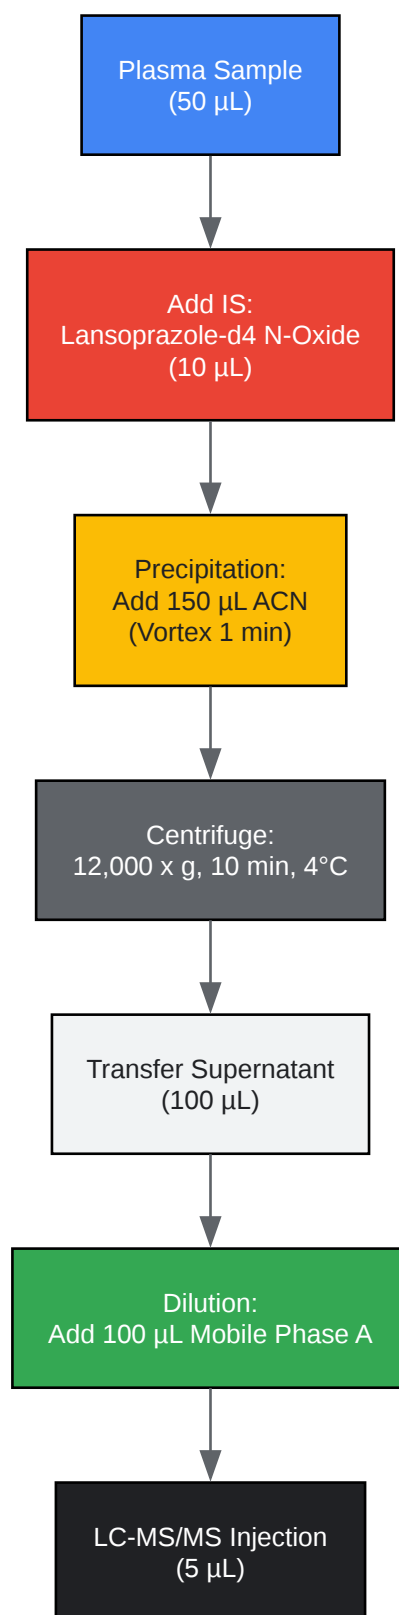 Plasma Sample
(50 µL)
Add IS:
Lansoprazole-d4 N-Oxide
(10 µL)
Precipitation:
Add 150 µL ACN
(Vortex 1 min)
Centrifuge:
12,000 x g, 10 min, 4°C
Transfer Supernatant
(100 µL)
Dilution:
Add 100 µL Mobile Phase A
LC-MS/MS Injection
(5 µL)